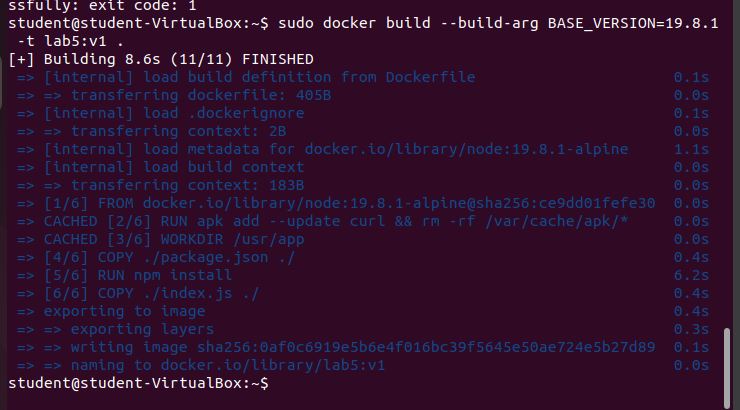 ssfully: exit code: 1
student@student-VirtualBox:~$ sudo docker build --build-arg BASE_VERSION=19.8.1
 -t lab5:v1 .
[+] Building 8.6s (11/11) FINISHED
 => [internal] load build definition from Dockerfile 0.1s
 => => transferring dockerfile: 405B 0.0s
 => [internal] load .dockerignore 0.1s
 => => transferring context: 2B 0.0s
 => [internal] load metadata for docker.io/library/node:19.8.1-alpine 1.1s
 => [internal] load build context 0.0s
 => => transferring context: 183B 0.0s
 => [1/6] FROM docker.io/library/node:19.8.1-alpine@sha256:ce9dd01fefe30 0.0s
 => CACHED [2/6] RUN apk add --update curl && rm -rf /var/cache/apk/* 0.0s
 => CACHED [3/6] WORKDIR /usr/app 0.0s
 => [4/6] COPY ./package.json ./ 0.4s
 => [5/6] RUN npm install 6.2s
 => [6/6] COPY ./index.js ./ 0.4s
 => exporting to image 0.4s
 => => exporting layers 0.3s
 => => writing image sha256:0af0c6919e5b6e4f016bc39f5645e50ae724e5b27d89 0.1s
 => => naming to docker.io/library/lab5:v1 0.0s
student@student-VirtualBox:~$